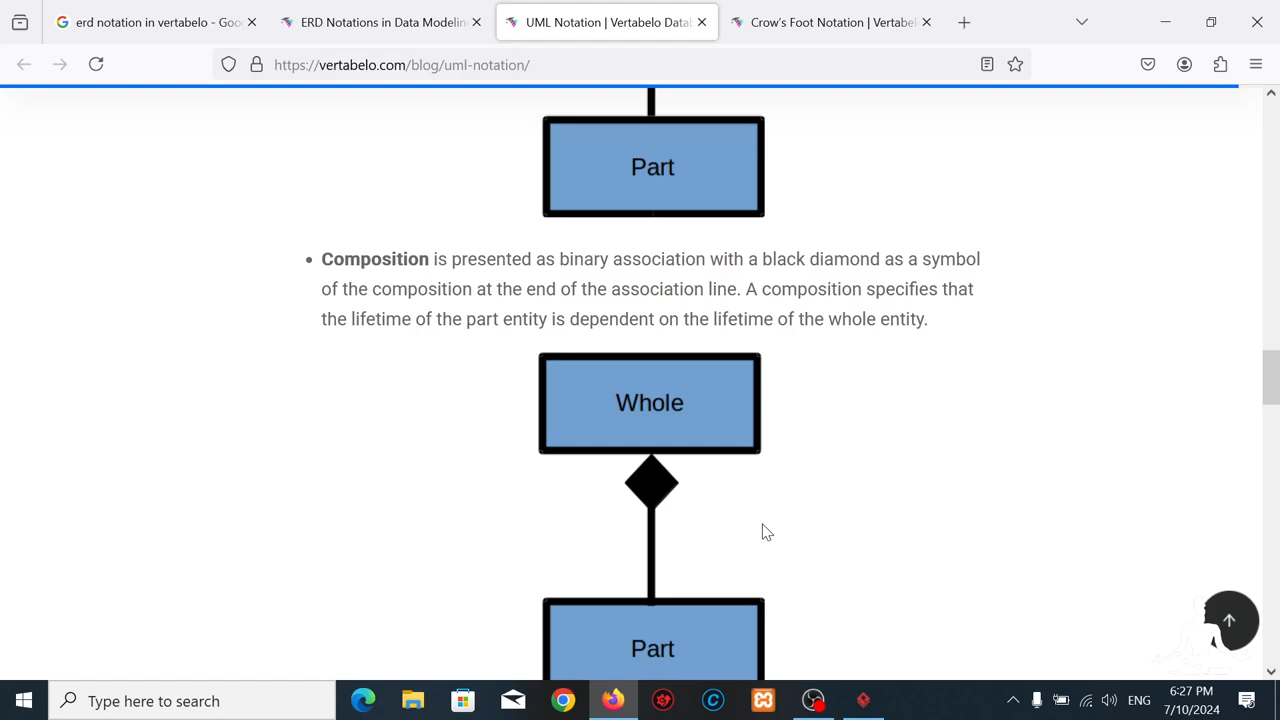 erd notation in vertabelo - Goo
ERD Notations in Data Modeling
UML Notation | Vertabelo Datab
Crow's Foot Notation | Vertabel
https://vertabelo.com/blog/uml-notation/
Part
• Composition is presented as binary association with a black diamond as a symbol
of the composition at the end of the association line. A composition specifies that
the lifetime of the part entity is dependent on the lifetime of the whole entity.
Whole
Part
Type here to search
ENG
6:27 PM
7/10/2024